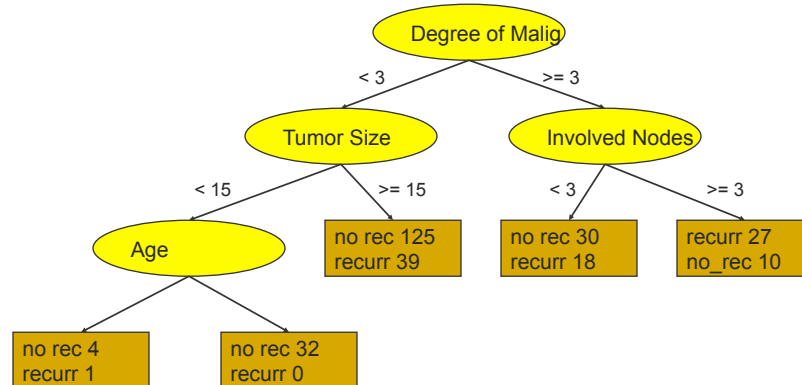 Degree of Malig
< 3
>= 3
Tumor Size
Involved Nodes
< 15
>= 15
< 3
>= 3
Age
no rec 125
recurr 39
no rec 30
recurr 18
recurr 27
no_rec 10
no rec 4
recurr 1
no rec 32
recurr 0